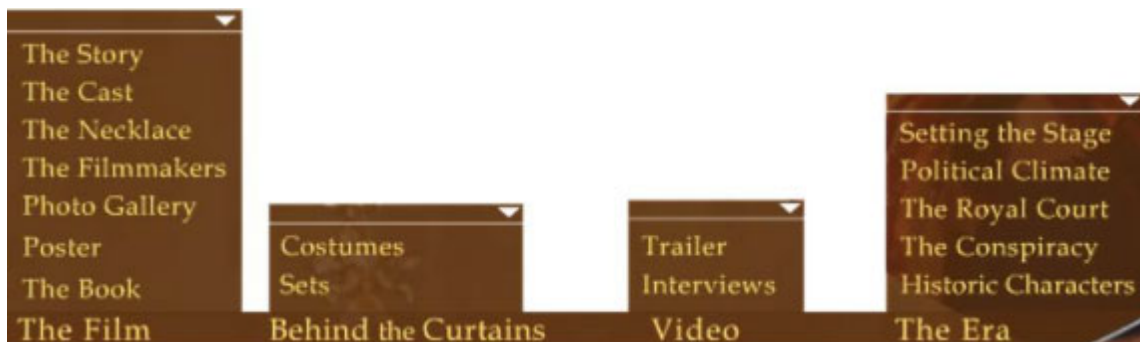 The Story
The Cast
The Necklace
The Filmmakers
Photo Gallery
Poster
The Book
The Film
Costumes
Sets
Behind the Curtains
Trailer
Interviews
Video
Setting the Stage
Political Climate
The Royal Court
The Conspiracy
Historic Characters
The Era